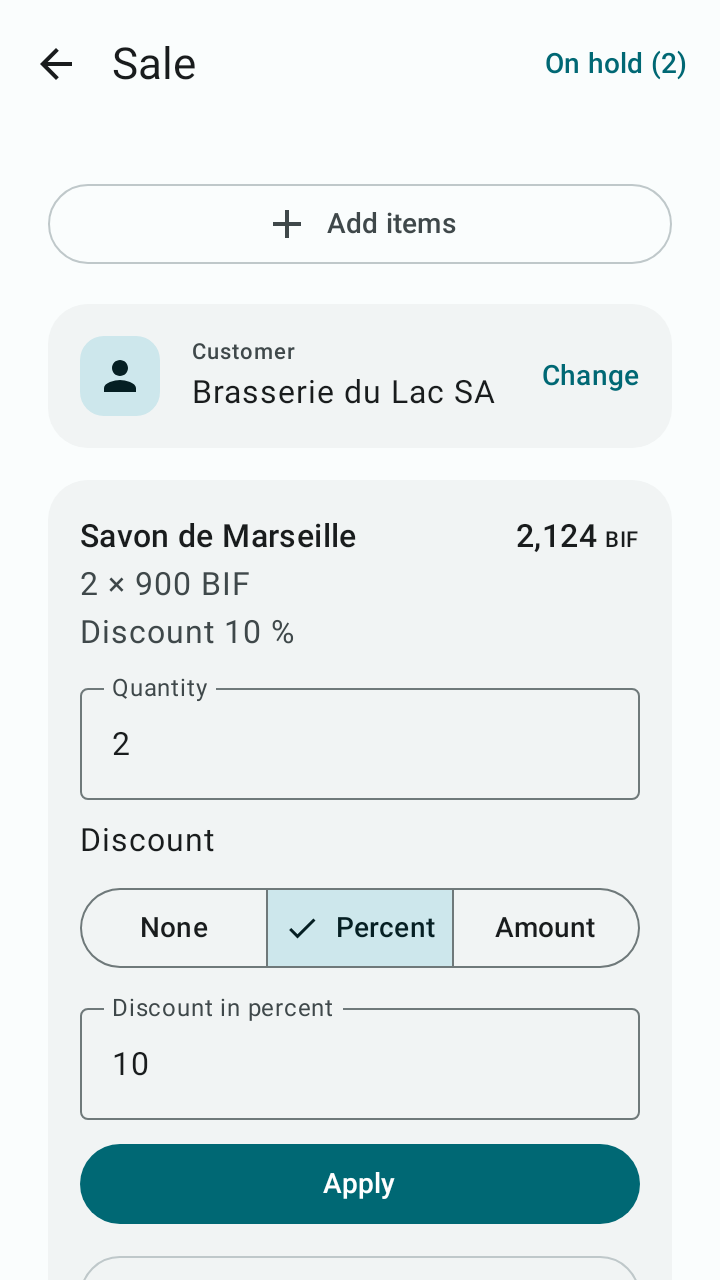 Sale
On hold (2)
Add items
Customer
Brasserie du Lac SA
Change
Savon de Marseille
2,124 BIF
2 × 900 BIF
Discount 10 %
Quantity
2
Discount
None
Percent
Amount
Discount in percent
10
Apply